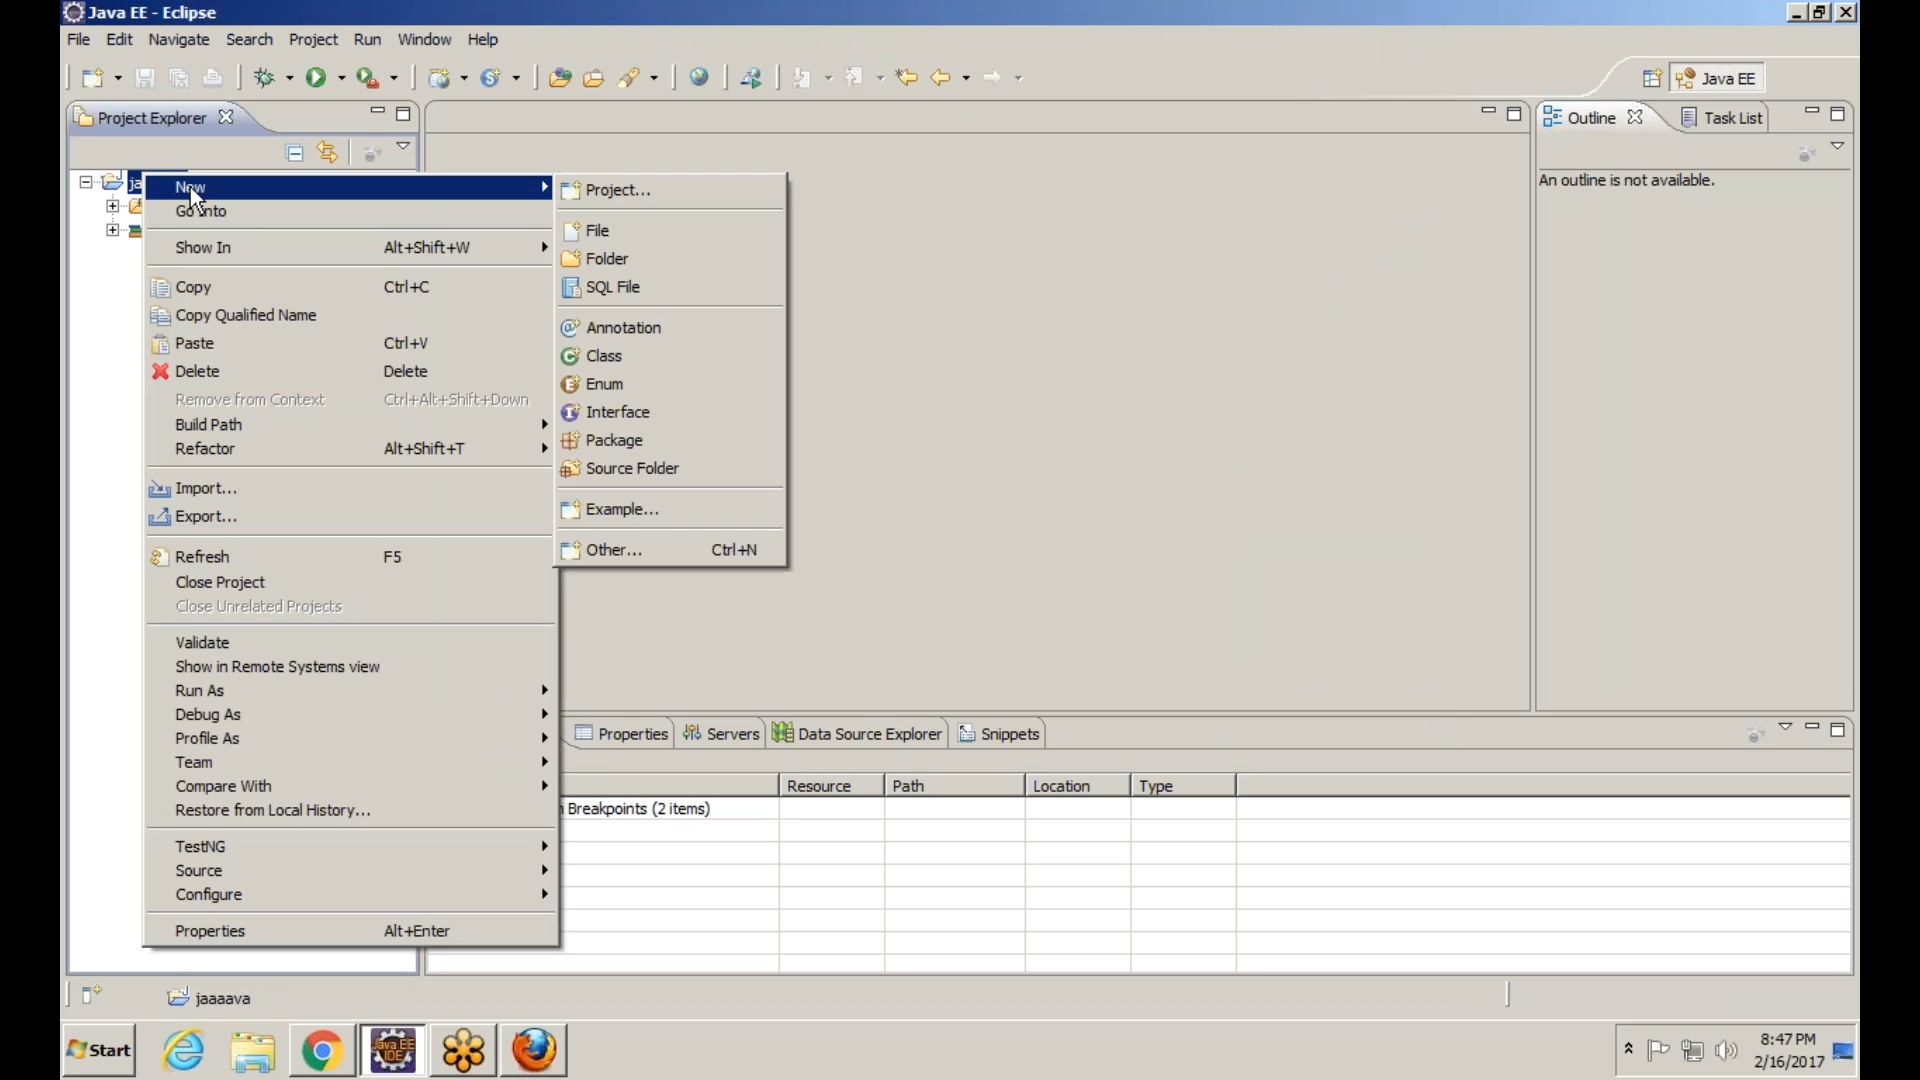 Java EE - Eclipse
File Edit Navigate Search Project Run Window Help
Java EE
Project Explorer
Outline
Task List
An outline is not available.
ja
New
Go Into
Show In Alt+Shift+W
Copy Ctrl+C
Copy Qualified Name
Paste Ctrl+V
Delete Delete
Remove from Context Ctrl+Alt+Shift+Down
Build Path
Refactor Alt+Shift+T
Import...
Export...
Refresh F5
Close Project
Close Unrelated Projects
Validate
Show in Remote Systems view
Run As
Debug As
Profile As
Team
Compare With
Restore from Local History...
TestNG
Source
Configure
Properties Alt+Enter
Project...
File
Folder
SQL File
Annotation
Class
Enum
Interface
Package
Source Folder
Example...
Other... Ctrl+N
Properties Servers Data Source Explorer Snippets
Resource Path Location Type
Breakpoints (2 items)
jaaaava
Start
Java EE
IDE
8:47 PM
2/16/2017